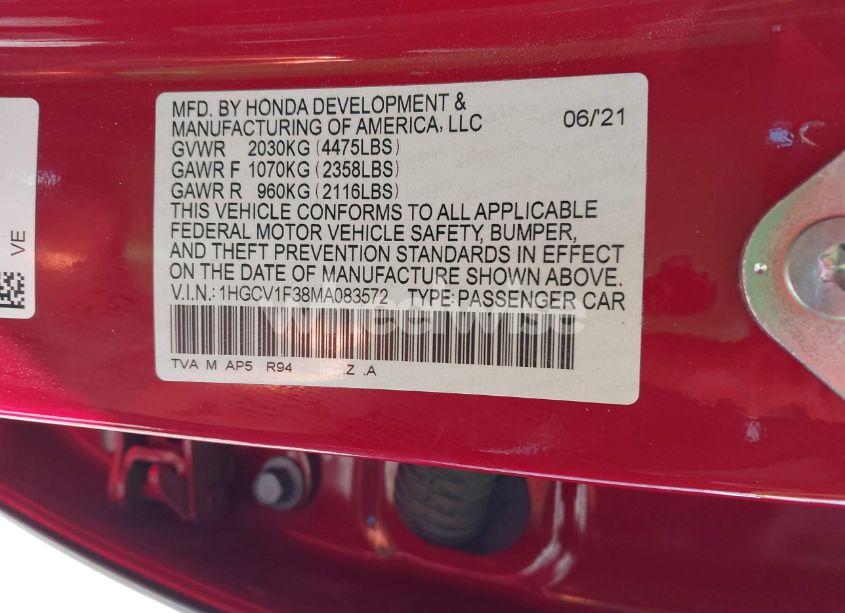 MFD. BY HONDA DEVELOPMENT &
MANUFACTURING OF AMERICA, LLC 06/'21
GVWR 2030KG (4475LBS)
GAWR F 1070KG (2358LBS)
GAWR R 960KG (2116LBS)
THIS VEHICLE CONFORMS TO ALL APPLICABLE
FEDERAL MOTOR VEHICLE SAFETY, BUMPER,
AND THEFT PREVENTION STANDARDS IN EFFECT
ON THE DATE OF MANUFACTURE SHOWN ABOVE.
V.I.N.: 1HGCV1F38MA083572 TYPE: PASSENGER CAR
TVA M AP5 R94 .Z .A
VE
wheelwise